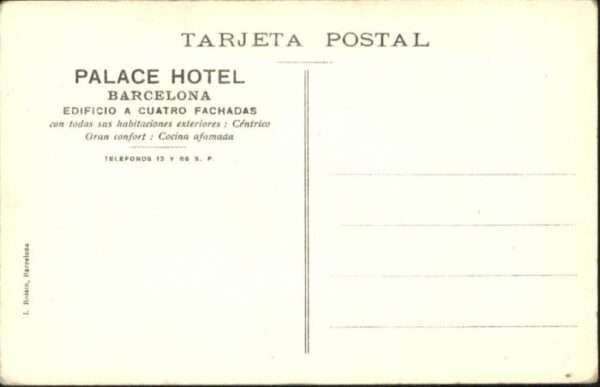 TARJETA POSTAL
PALACE HOTEL
BARCELONA
EDIFICIO A CUATRO FACHADAS
con todas sus habitaciones exteriores : Céntrico
Gran confort : Cocina afamada
TELEFONOS 13 Y 66 S. P.
Barcelona